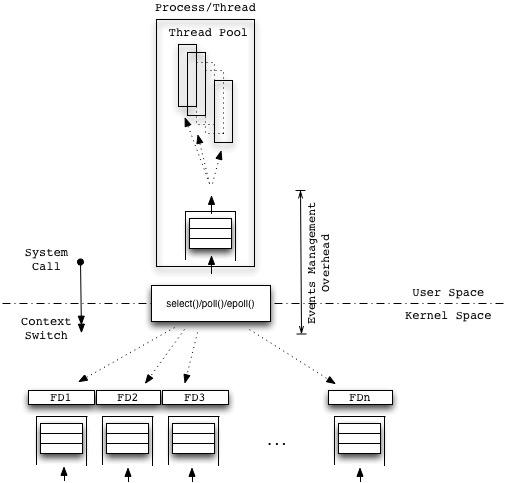 Process/Thread
Thread Pool
System
Call
Events Management
Overhead
select()/poll()/epoll()
User Space
Context
Switch
Kernel Space
FD1
FD2
FD3
FDn
...